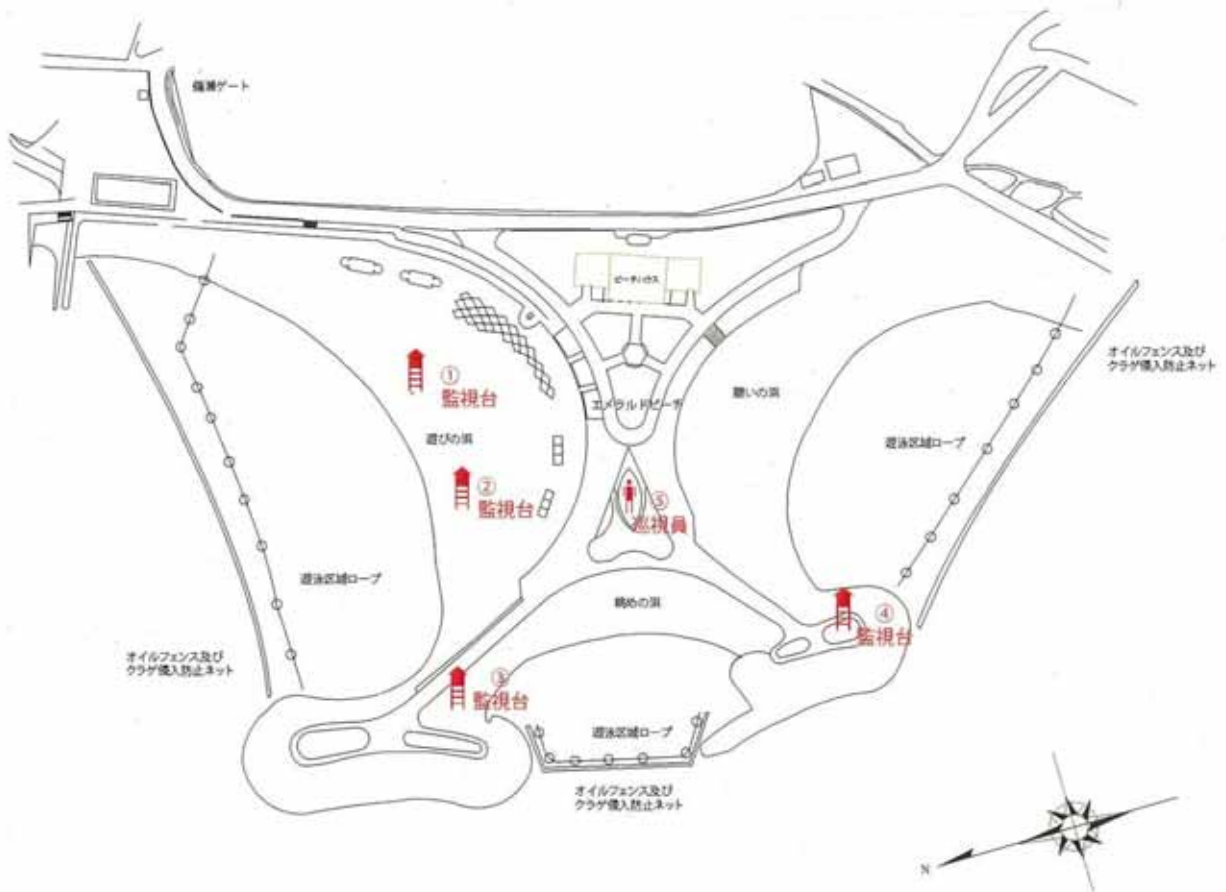 備瀬ゲート
ビーチハウス
オイルフェンス及び
クラゲ侵入防止ネット
①
監視台
エメラルドビーチ
憩いの浜
遊びの浜
遊泳区域ロープ
②
監視台
⑤
巡視員
遊泳区域ロープ
眺めの浜
④
監視台
オイルフェンス及び
クラゲ侵入防止ネット
③
監視台
遊泳区域ロープ
オイルフェンス及び
クラゲ侵入防止ネット
N